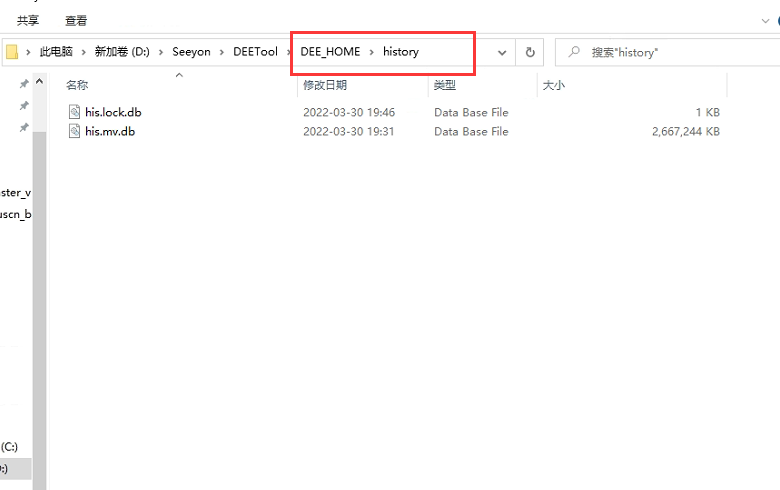 共享 查看
此电脑 新加卷 (D:) Seeyon DEETool DEE_HOME history 搜索"history"
名称 修改日期 类型 大小
his.lock.db 2022-03-30 19:46 Data Base File 1 KB
his.mv.db 2022-03-30 19:31 Data Base File 2,667,244 KB
ster_v
uscn_b
(C:)
:)